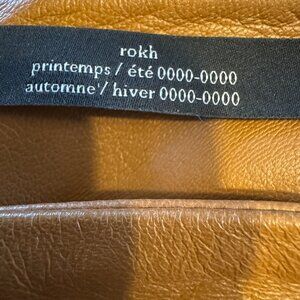 rokh
printemps / été 0000-0000
automne / hiver 0000-0000